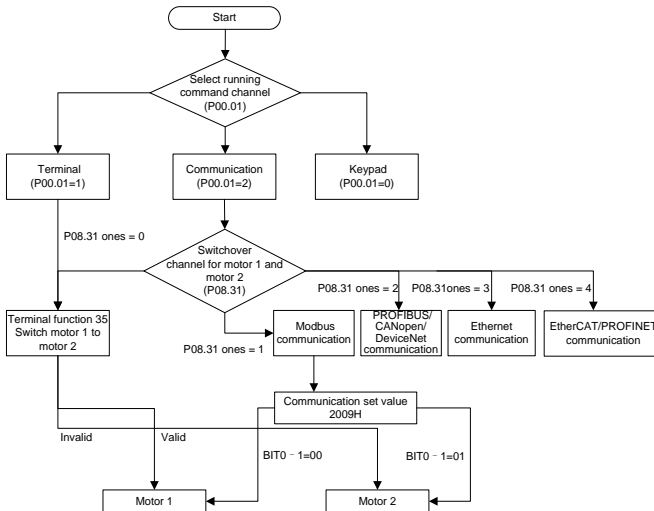 Start
Select running
command channel
(P00.01)
Terminal
(P00.01=1)
Communication
(P00.01=2)
Keypad
(P00.01=0)
P08.31 ones = 0
Switchover
channel for motor 1 and
motor 2
(P08.31)
P08.31 ones = 2
P08.31ones = 3
P08.31 ones = 4
Terminal function 35
Switch motor 1 to
motor 2
P08.31 ones = 1
Modbus
communication
PROFIBUS/
CANopen/
DeviceNet
communication
Ethernet
communication
EtherCAT/PROFINET
communication
Communication set value
2009H
Invalid
Valid
BIT0﹣1=00
BIT0﹣1=01
Motor 1
Motor 2